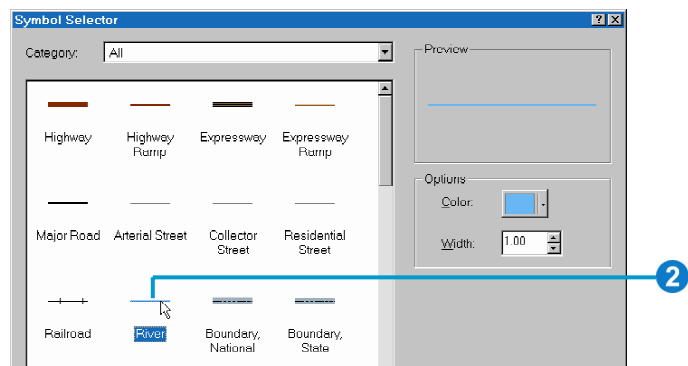 Symbol Selector
Category: All
Preview
Highway
Highway Ramp
Expressway
Expressway Ramp
Options
Color:
Major Road
Arterial Street
Collector Street
Residential Street
Width: 1.00
2
Railroad
River
Boundary, National
Boundary, State